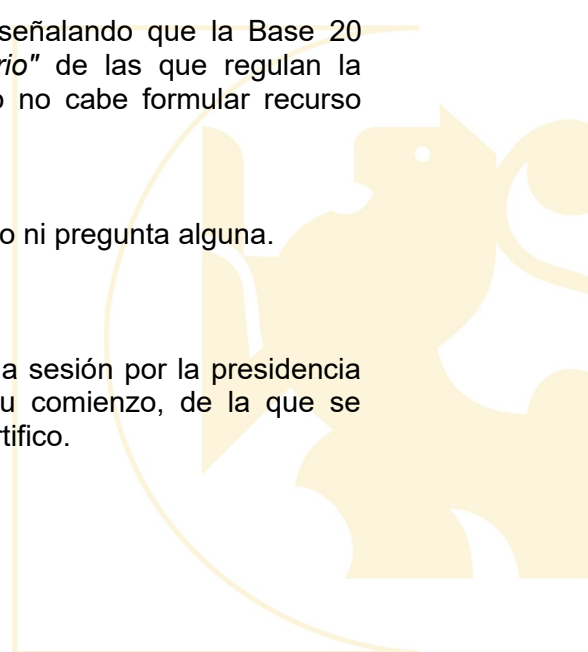 señalando que la Base 20
rio" de las que regulan la
no cabe formular recurso
o ni pregunta alguna.
a sesión por la presidencia
u comienzo, de la que se
rtifico.